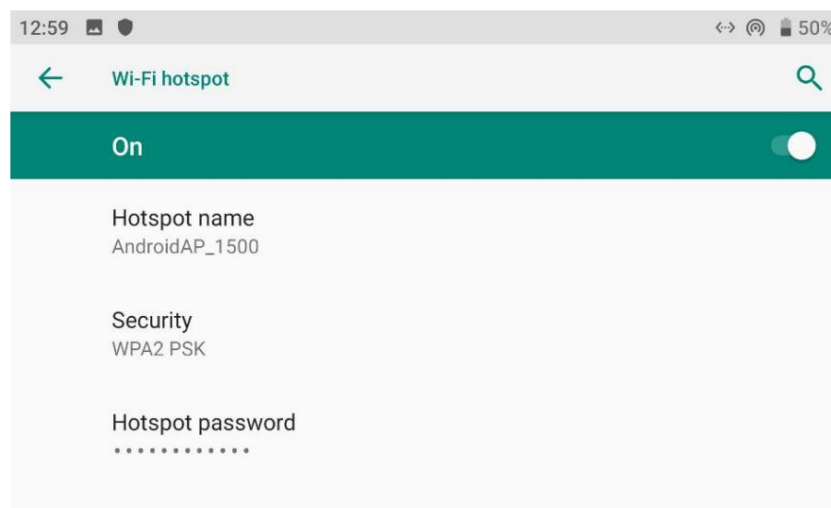 12:59 50%
Wi-Fi hotspot
On
Hotspot name
AndroidAP_1500
Security
WPA2 PSK
Hotspot password
••••••••••••